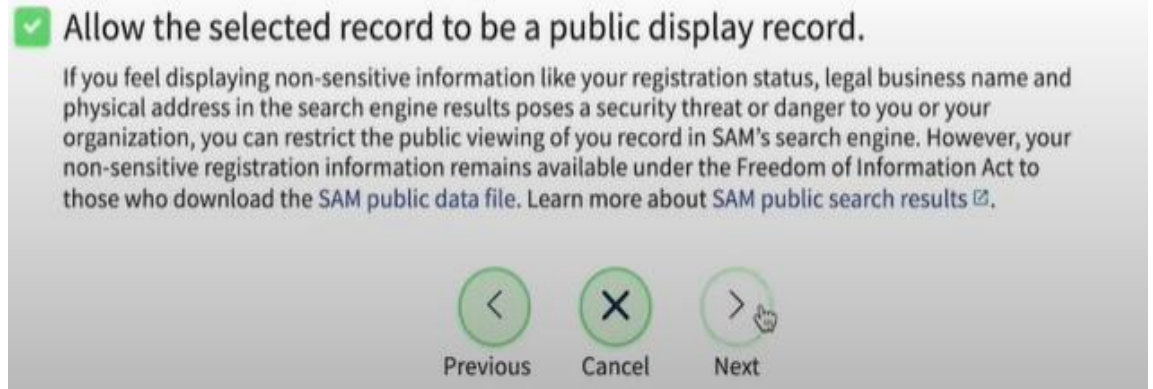 Allow the selected record to be a public display record.
If you feel displaying non-sensitive information like your registration status, legal business name and
physical address in the search engine results poses a security threat or danger to you or your
organization, you can restrict the public viewing of you record in SAM's search engine. However, your
non-sensitive registration information remains available under the Freedom of Information Act to
those who download the SAM public data file. Learn more about SAM public search results.
Previous Cancel Next